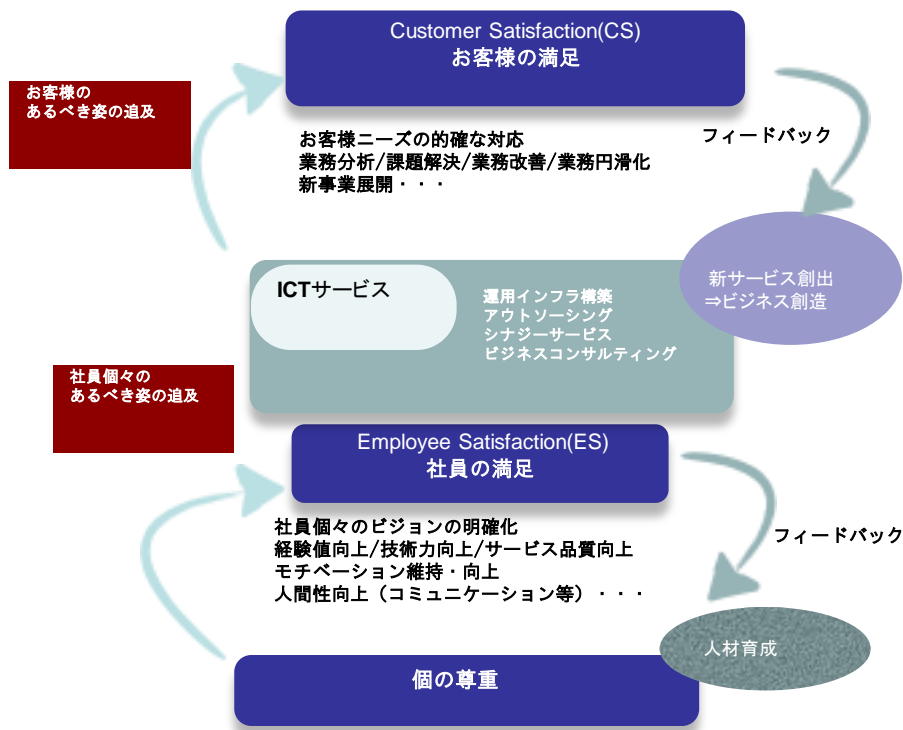 Customer Satisfaction(CS)
お客様の満足
お客様の
あるべき姿の追及
お客様ニーズの的確な対応
業務分析/課題解決/業務改善/業務円滑化
新事業展開・・・
フィードバック
新サービス創出
⇒ビジネス創造
ICTサービス
運用インフラ構築
アウトソーシング
シナジーサービス
ビジネスコンサルティング
社員個々の
あるべき姿の追及
Employee Satisfaction(ES)
社員の満足
社員個々のビジョンの明確化
経験値向上/技術力向上/サービス品質向上
モチベーション維持・向上
人間性向上（コミュニケーション等）・・・
フィードバック
人材育成
個の尊重